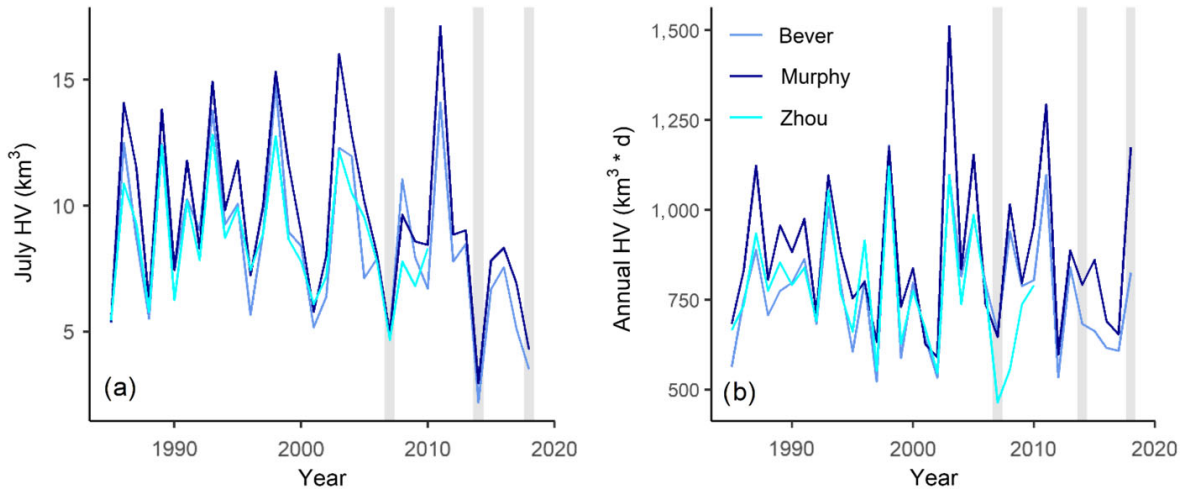 July HV (km³)
15
10
5
(a)
1990
2000
2010
2020
Year
Annual HV (km³ * d)
1,500
1,250
1,000
750
500
Bever
Murphy
Zhou
(b)
1990
2000
2010
2020
Year